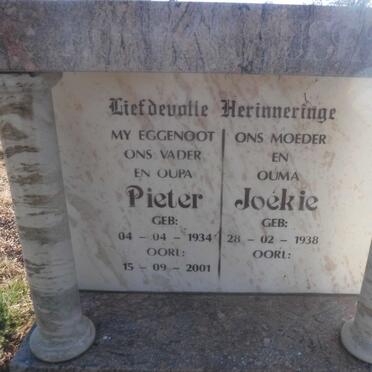 Liefdevolle Herinneringe
MY EGGENOOT
ONS VADER
EN OUPA
Pieter
GEB:
04 - 04 - 1934
OORL:
15 - 09 - 2001
ONS MOEDER
EN
OUMA
Joekie
GEB:
28 - 02 - 1938
OORL: